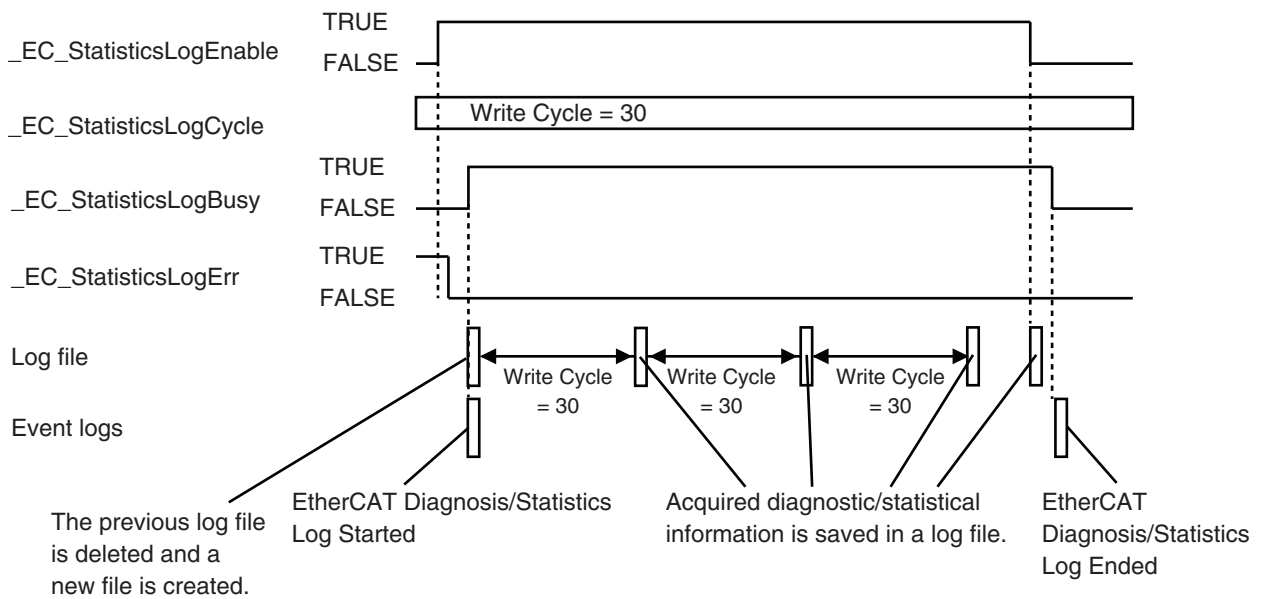 TRUE
_EC_StatisticsLogEnable
FALSE
_EC_StatisticsLogCycle
Write Cycle = 30
TRUE
_EC_StatisticsLogBusy
FALSE
TRUE
_EC_StatisticsLogErr
FALSE
Log file
Write Cycle
= 30
Write Cycle
= 30
Write Cycle
= 30
Event logs
The previous log file
is deleted and a
new file is created.
EtherCAT Diagnosis/Statistics
Log Started
Acquired diagnostic/statistical
information is saved in a log file.
EtherCAT
Diagnosis/Statistics
Log Ended